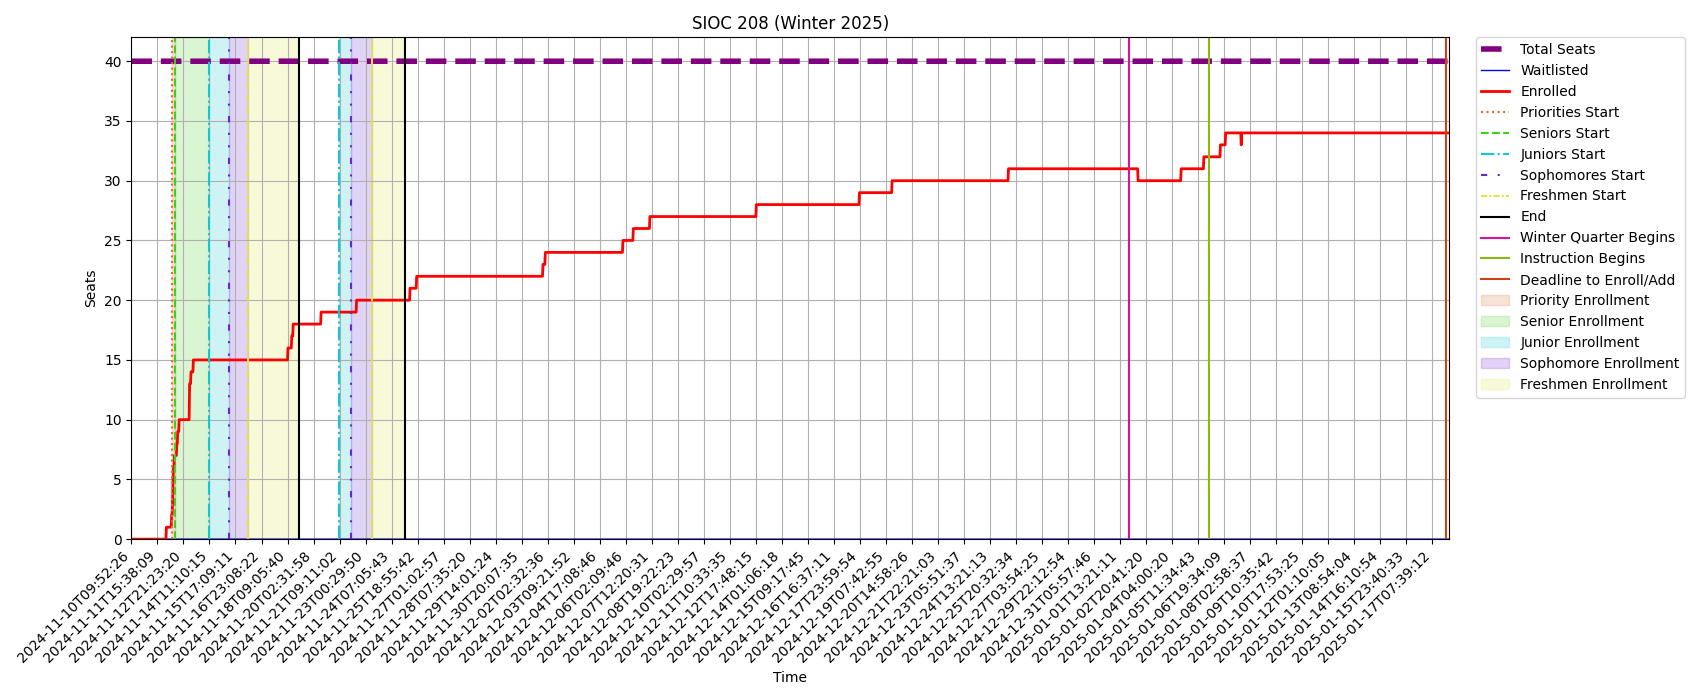 SIOC 208 (Winter 2025)
40
35
30
25
20
15
10
5
0
Seats
2024-11-10T09:52:26
2024-11-11T15:38:09
2024-11-12T21:23:20
2024-11-14T11:10:15
2024-11-15T17:09:11
2024-11-16T23:08:22
2024-11-18T09:05:40
2024-11-20T02:31:58
2024-11-21T09:11:02
2024-11-23T00:29:50
2024-11-24T07:05:43
2024-11-25T18:55:42
2024-11-27T01:02:57
2024-11-28T07:35:20
2024-11-29T14:01:24
2024-11-30T20:07:35
2024-12-02T02:32:36
2024-12-03T09:21:52
2024-12-04T17:08:46
2024-12-06T02:09:46
2024-12-07T12:20:31
2024-12-08T19:22:23
2024-12-10T02:29:57
2024-12-11T10:33:35
2024-12-12T17:48:15
2024-12-14T01:06:18
2024-12-15T09:17:45
2024-12-16T16:37:11
2024-12-17T23:59:54
2024-12-19T07:42:55
2024-12-20T14:58:26
2024-12-21T22:21:03
2024-12-23T05:51:37
2024-12-24T13:21:13
2024-12-25T20:32:34
2024-12-27T03:54:25
2024-12-29T22:12:54
2024-12-31T05:57:46
2025-01-01T13:21:11
2025-01-02T20:41:20
2025-01-04T04:00:20
2025-01-05T11:34:43
2025-01-06T19:34:09
2025-01-08T02:58:37
2025-01-09T10:35:42
2025-01-10T17:53:25
2025-01-12T01:10:05
2025-01-13T08:54:04
2025-01-14T16:10:54
2025-01-15T23:40:33
2025-01-17T07:39:12
Time
Total Seats
Waitlisted
Enrolled
Priorities Start
Seniors Start
Juniors Start
Sophomores Start
Freshmen Start
End
Winter Quarter Begins
Instruction Begins
Deadline to Enroll/Add
Priority Enrollment
Senior Enrollment
Junior Enrollment
Sophomore Enrollment
Freshmen Enrollment